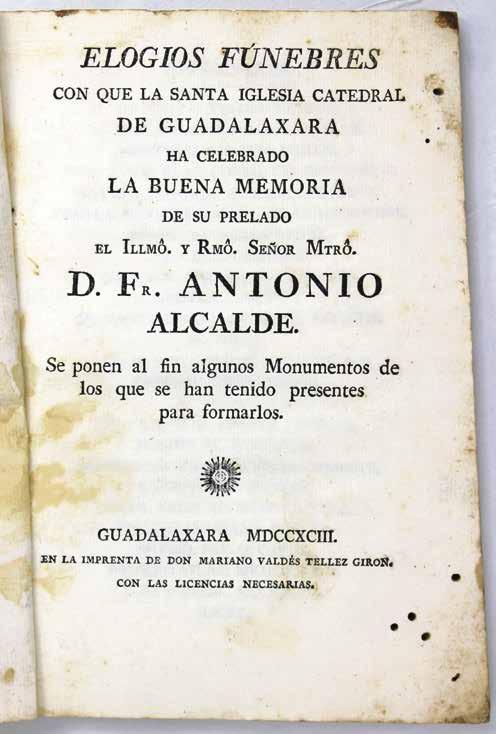 ELOGIOS FÚNEBRES
CON QUE LA SANTA IGLESIA CATEDRAL
DE GUADALAXARA
HA CELEBRADO
LA BUENA MEMORIA
DE SU PRELADO
EL ILLMÔ. Y RMÔ. SEÑOR MTRÔ.
D. FR. ANTONIO
ALCALDE.
Se ponen al fin algunos Monumentos de
los que se han tenido presentes
para formarlos.
GUADALAXARA MDCCXCIII.
EN LA IMPRENTA DE DON MARIANO VALDÉS TELLEZ GIRON.
CON LAS LICENCIAS NECESARIAS.